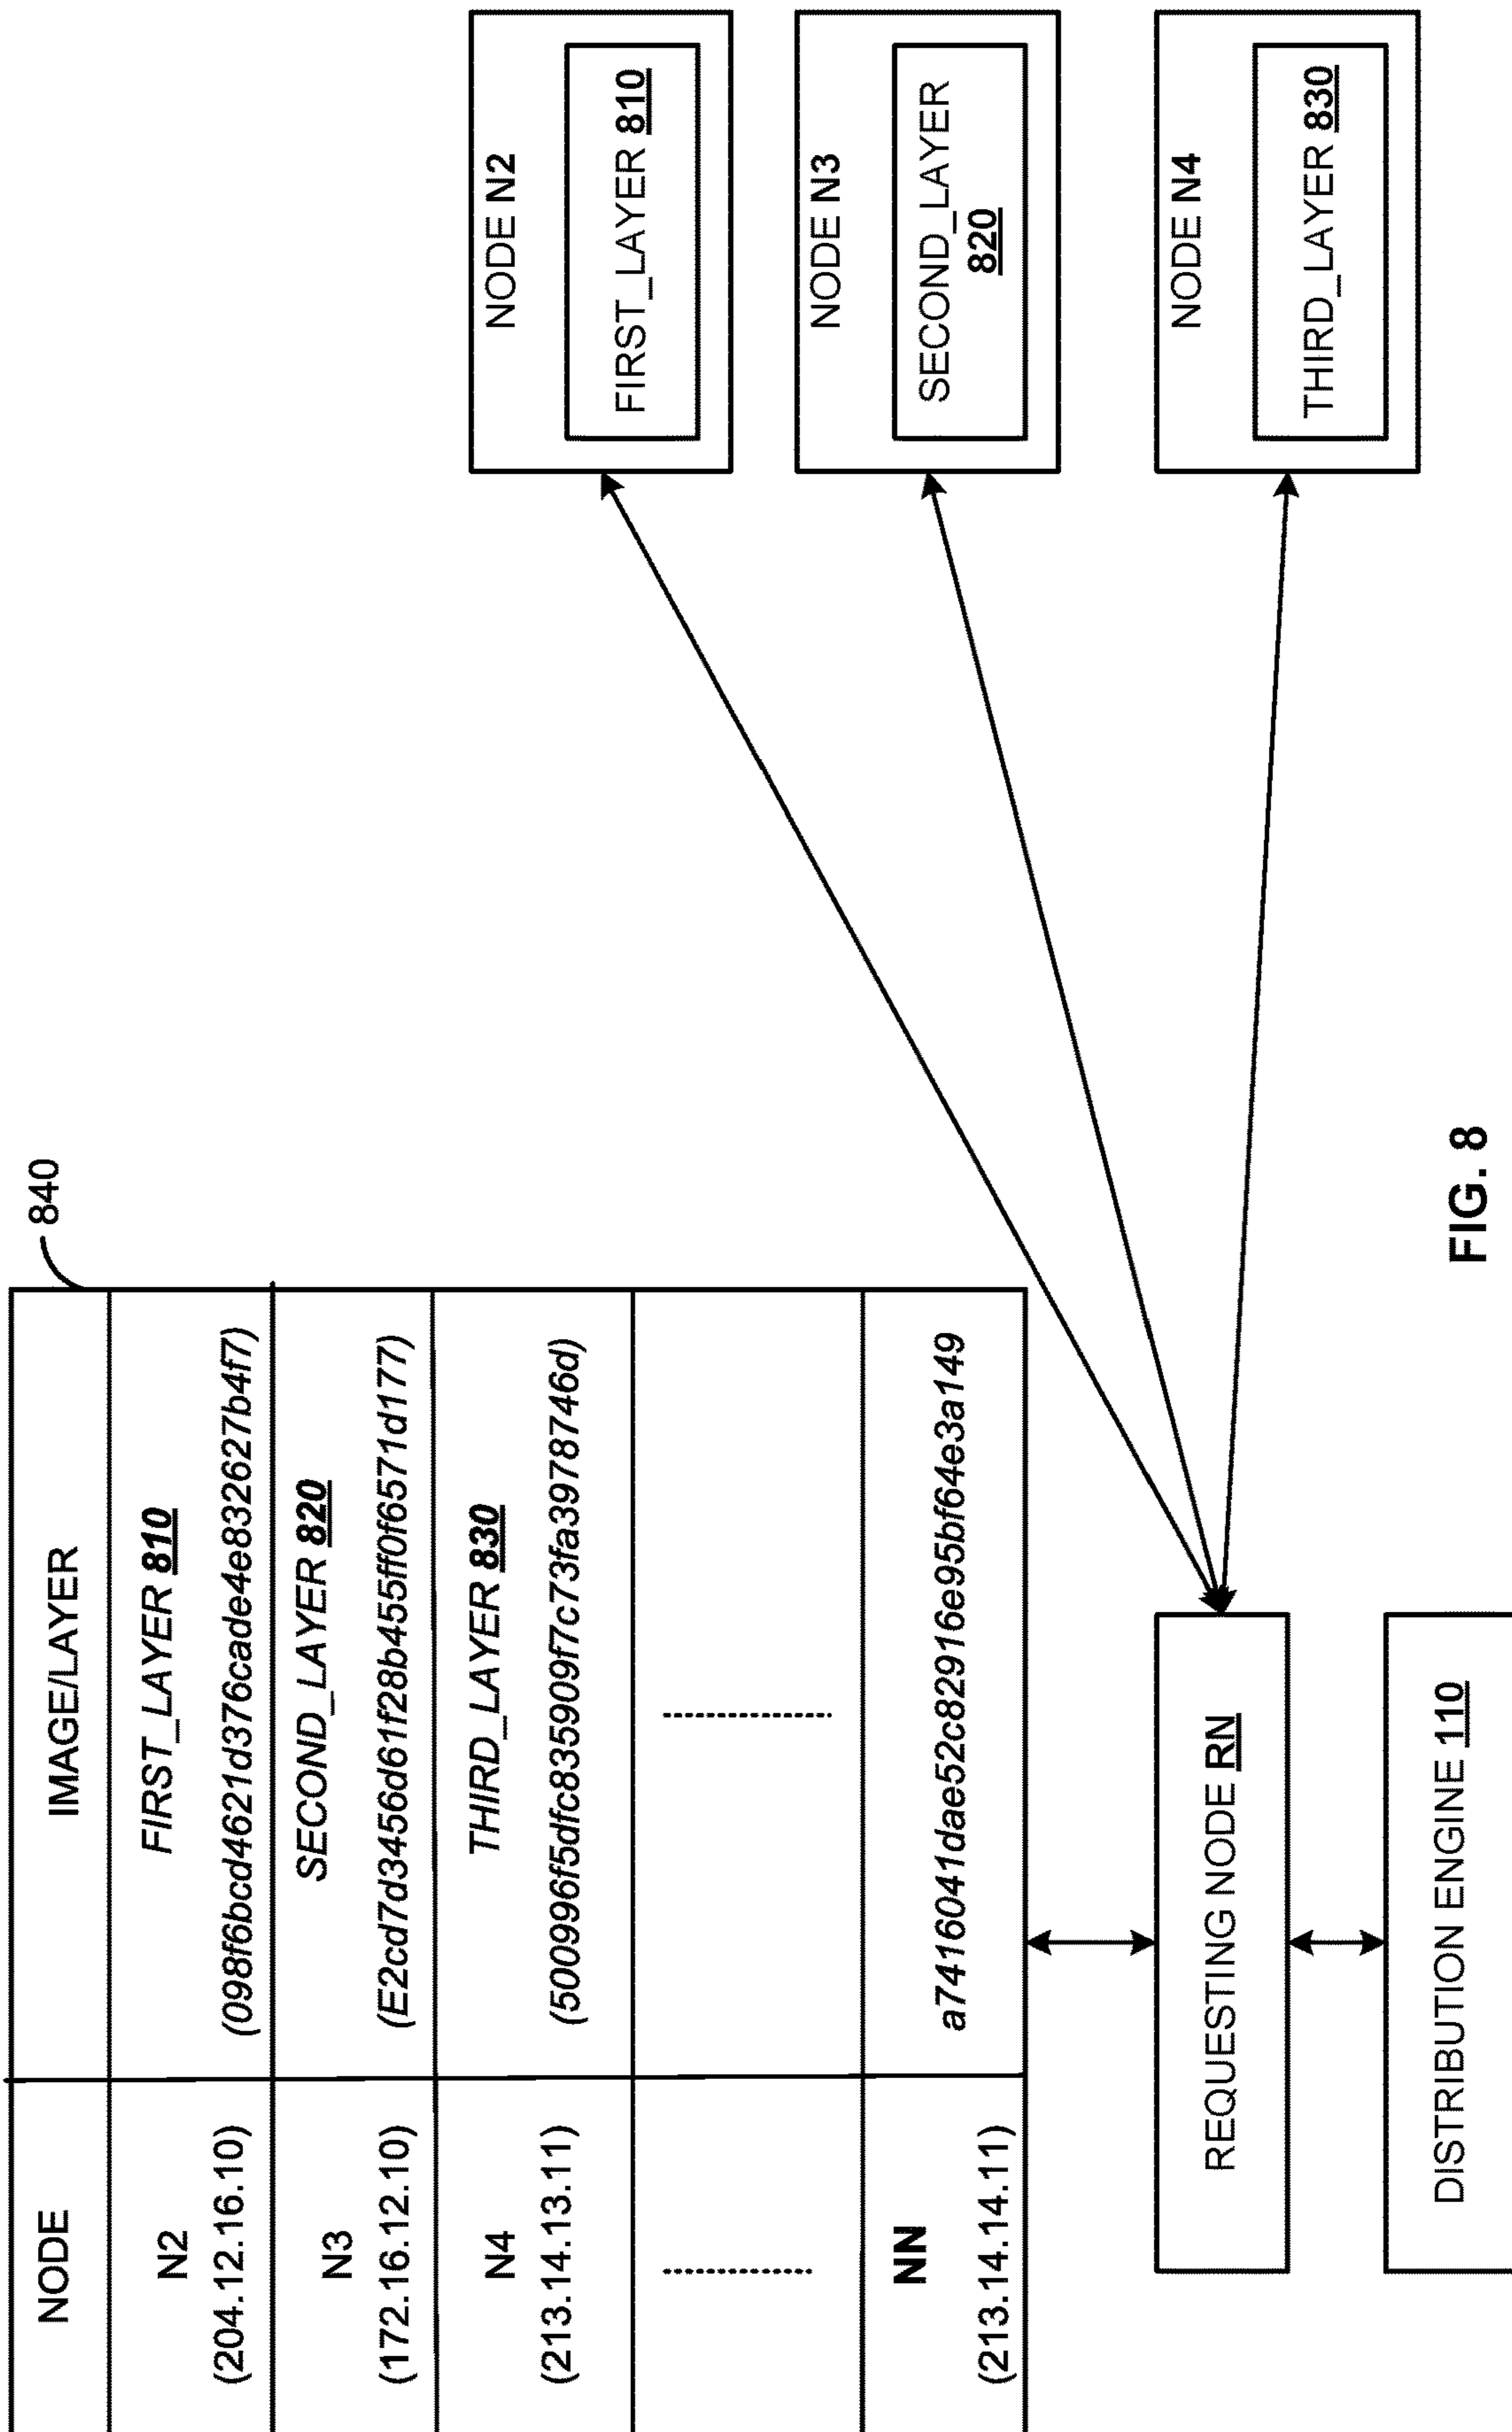 840
NODE
IMAGE/LAYER
N2
(204.12.16.10)
FIRST_LAYER 810
(098f6bcd4621d376cade4e832627b4f7)
N3
(172.16.12.10)
SECOND_LAYER 820
(E2cd7d3456d61f28b455ff0f6571d177)
N4
(213.14.13.11)
THIRD_LAYER 830
(500996f5dfc835909f7c73fa3978746d)
NN
(213.14.14.11)
a7416041dae52c82916e95bf64e3a149
REQUESTING NODE RN
DISTRIBUTION ENGINE 110
NODE N2
FIRST_LAYER 810
NODE N3
SECOND_LAYER
820
NODE N4
THIRD_LAYER 830
FIG. 8